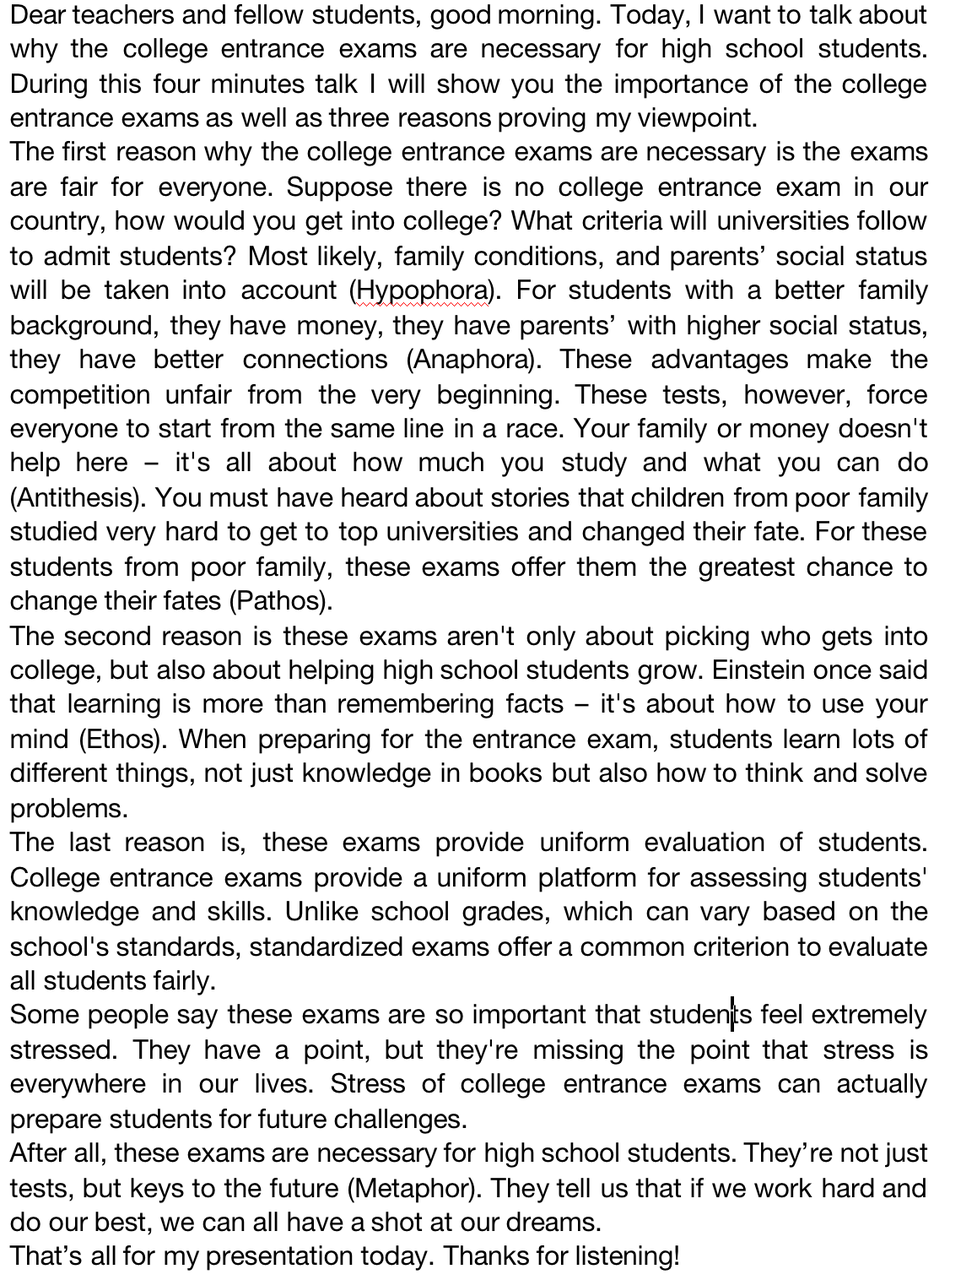 Dear teachers and fellow students, good morning. Today, I want to talk about
why the college entrance exams are necessary for high school students.
During this four minutes talk I will show you the importance of the college
entrance exams as well as three reasons proving my viewpoint.
The first reason why the college entrance exams are necessary is the exams
are fair for everyone. Suppose there is no college entrance exam in our
country, how would you get into college? What criteria will universities follow
to admit students? Most likely, family conditions, and parents’ social status
will be taken into account (Hypophora). For students with a better family
background, they have money, they have parents’ with higher social status,
they have better connections (Anaphora). These advantages make the
competition unfair from the very beginning. These tests, however, force
everyone to start from the same line in a race. Your family or money doesn't
help here – it's all about how much you study and what you can do
(Antithesis). You must have heard about stories that children from poor family
studied very hard to get to top universities and changed their fate. For these
students from poor family, these exams offer them the greatest chance to
change their fates (Pathos).
The second reason is these exams aren't only about picking who gets into
college, but also about helping high school students grow. Einstein once said
that learning is more than remembering facts – it's about how to use your
mind (Ethos). When preparing for the entrance exam, students learn lots of
different things, not just knowledge in books but also how to think and solve
problems.
The last reason is, these exams provide uniform evaluation of students.
College entrance exams provide a uniform platform for assessing students'
knowledge and skills. Unlike school grades, which can vary based on the
school's standards, standardized exams offer a common criterion to evaluate
all students fairly.
Some people say these exams are so important that students feel extremely
stressed. They have a point, but they're missing the point that stress is
everywhere in our lives. Stress of college entrance exams can actually
prepare students for future challenges.
After all, these exams are necessary for high school students. They’re not just
tests, but keys to the future (Metaphor). They tell us that if we work hard and
do our best, we can all have a shot at our dreams.
That’s all for my presentation today. Thanks for listening!